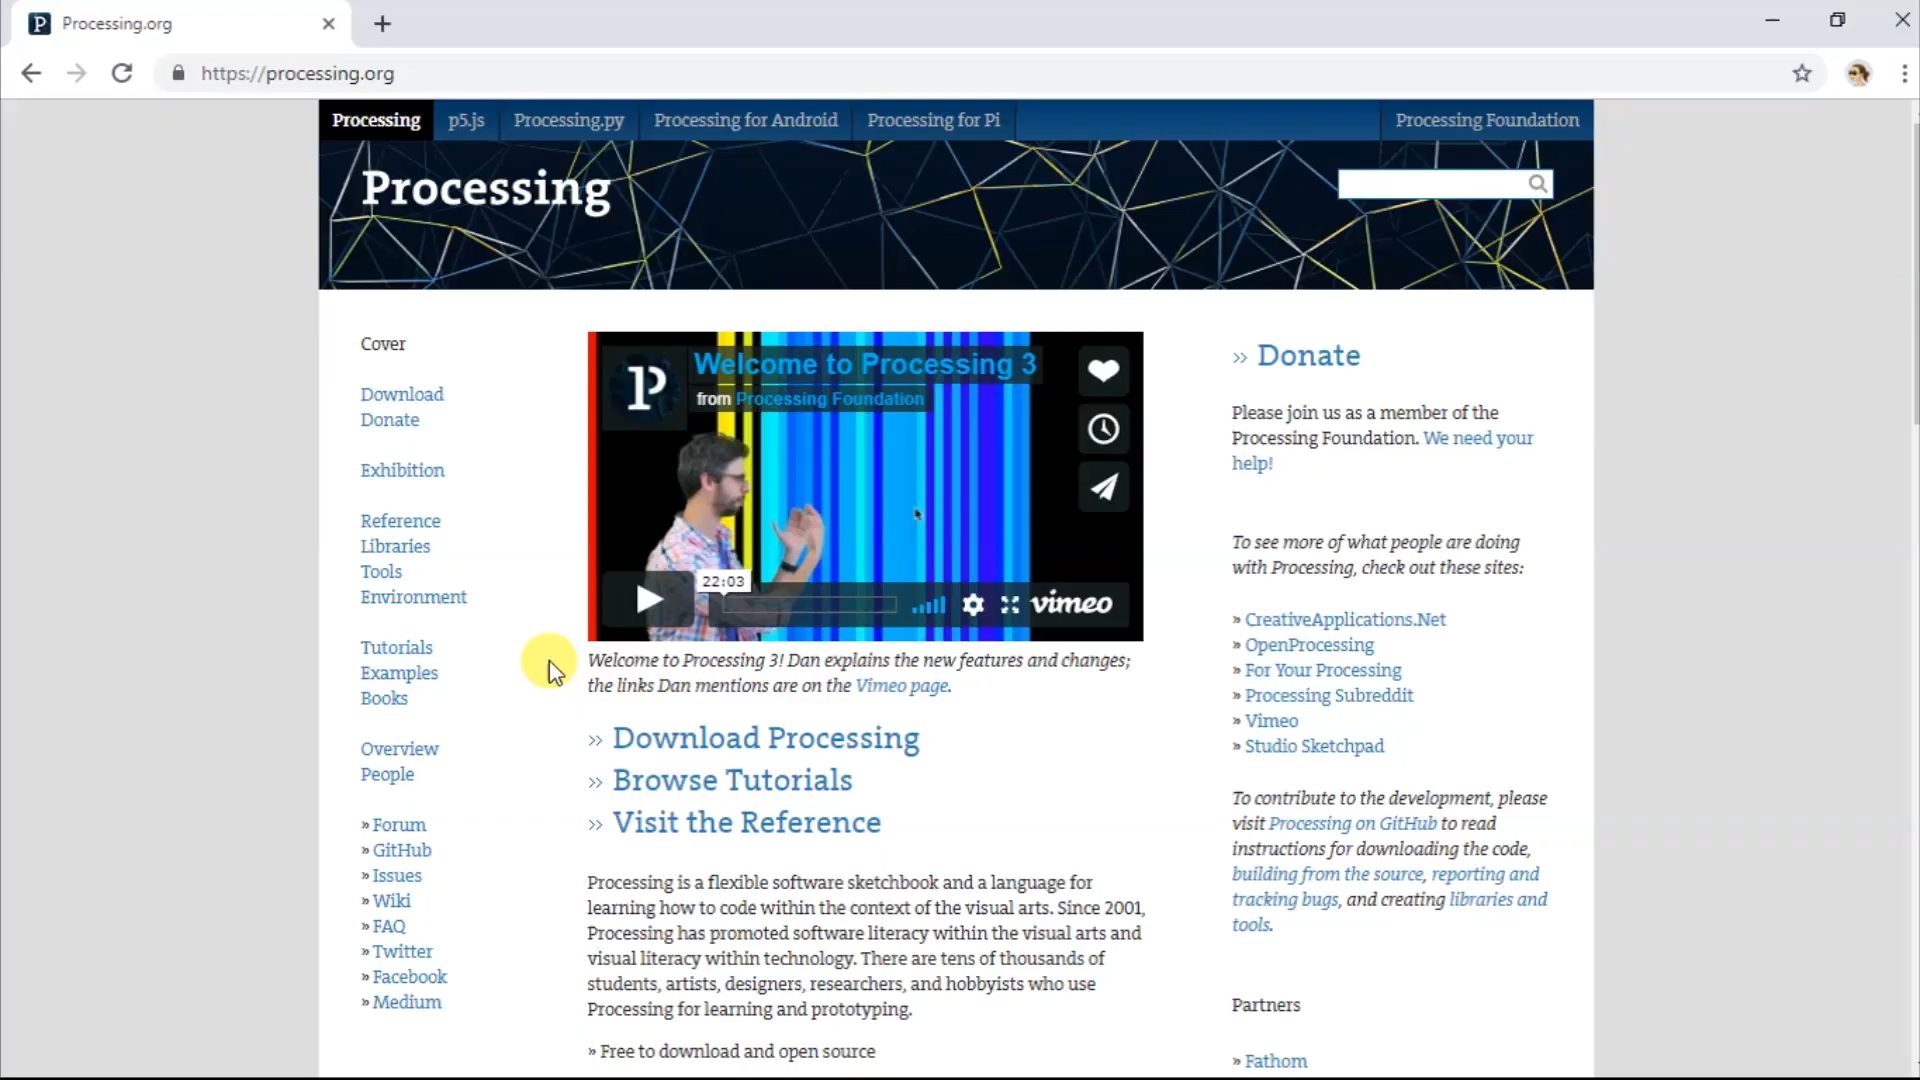 Processing.org
https://processing.org
Processing
p5.js
Processing.py
Processing for Android
Processing for Pi
Processing Foundation
Processing
Cover
Download
Donate
Exhibition
Reference
Libraries
Tools
Environment
Tutorials
Examples
Books
Overview
People
» Forum
» GitHub
» Issues
» Wiki
» FAQ
» Twitter
» Facebook
» Medium
Welcome to Processing 3
from Processing Foundation
22:03
vimeo
Welcome to Processing 3! Dan explains the new features and changes;
the links Dan mentions are on the Vimeo page.
» Download Processing
» Browse Tutorials
» Visit the Reference
Processing is a flexible software sketchbook and a language for
learning how to code within the context of the visual arts. Since 2001,
Processing has promoted software literacy within the visual arts and
visual literacy within technology. There are tens of thousands of
students, artists, designers, researchers, and hobbyists who use
Processing for learning and prototyping.
» Free to download and open source
» Donate
Please join us as a member of the
Processing Foundation. We need your
help!
To see more of what people are doing
with Processing, check out these sites:
» CreativeApplications.Net
» OpenProcessing
» For Your Processing
» Processing Subreddit
» Vimeo
» Studio Sketchpad
To contribute to the development, please
visit Processing on GitHub to read
instructions for downloading the code,
building from the source, reporting and
tracking bugs, and creating libraries and
tools.
Partners
» Fathom